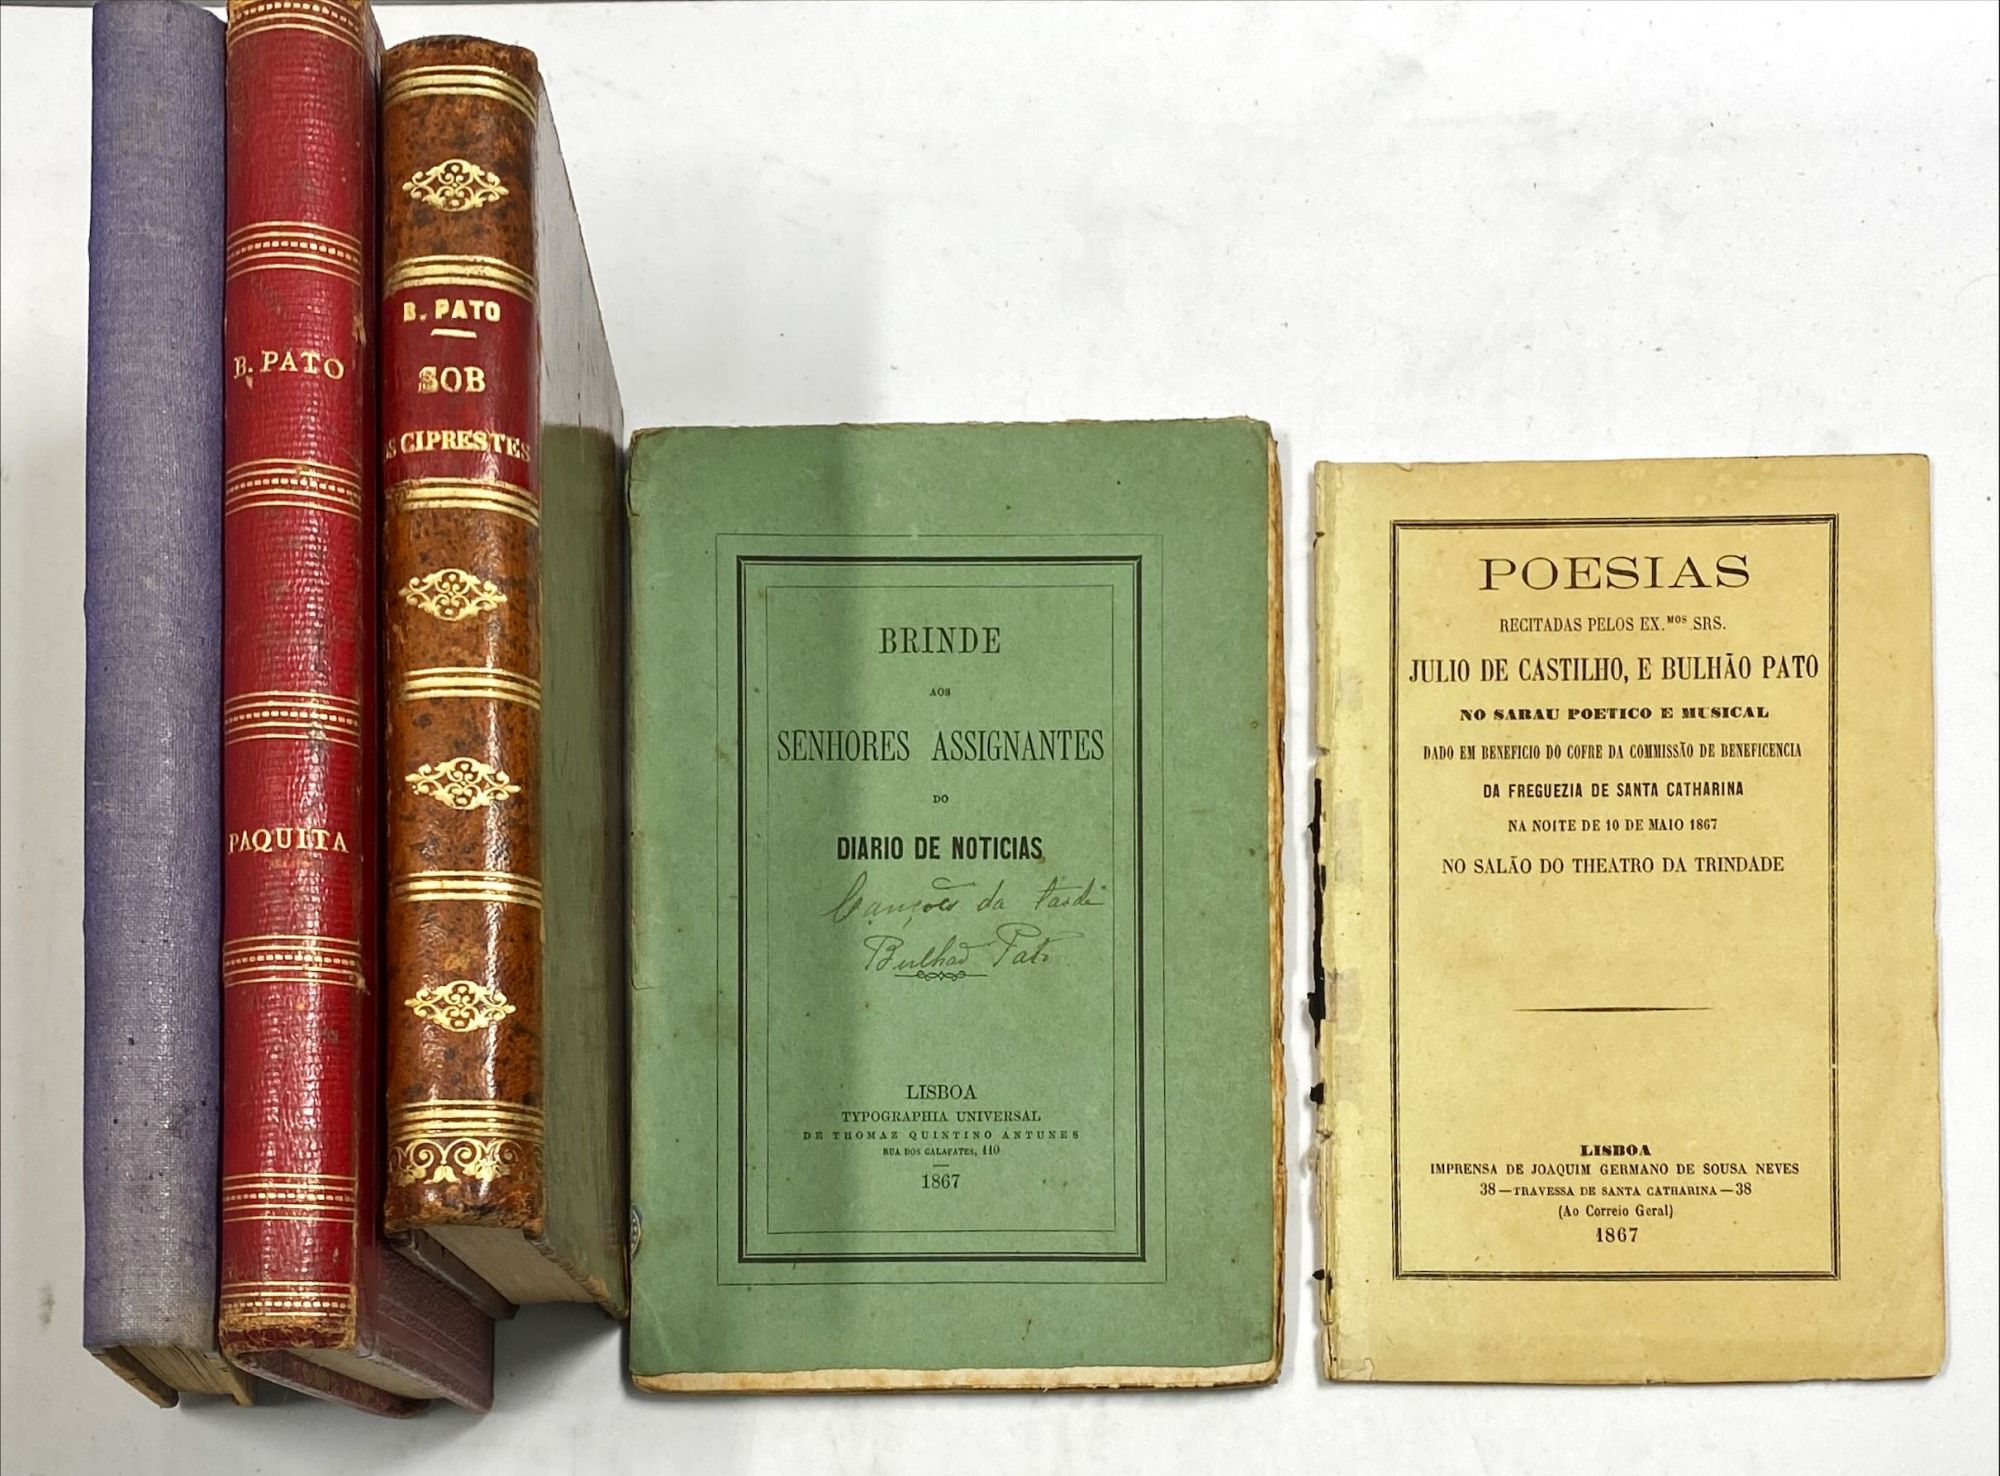 B. PATO
PAQUITA
B. PATO
SOB
OS CIPRESTES
BRINDE
AOS
SENHORES ASSIGNANTES
DO
DIARIO DE NOTICIAS
Canções da tarde
Bulhão Pato
LISBOA
TYPOGRAPHIA UNIVERSAL
DE THOMAZ QUINTINO ANTUNES
RUA DOS CALAFATES, 110
1867
POESIAS
RECITADAS PELOS EX.MOS SRS.
JULIO DE CASTILHO, E BULHÃO PATO
NO SARAU POETICO E MUSICAL
DADO EM BENEFICIO DO COFRE DA COMMISSÃO DE BENEFICENCIA
DA FREGUEZIA DE SANTA CATHARINA
NA NOITE DE 10 DE MAIO 1867
NO SALÃO DO THEATRO DA TRINDADE
LISBOA
IMPRENSA DE JOAQUIM GERMANO DE SOUSA NEVES
38—TRAVESSA DE SANTA CATHARINA—38
(Ao Correio Geral)
1867